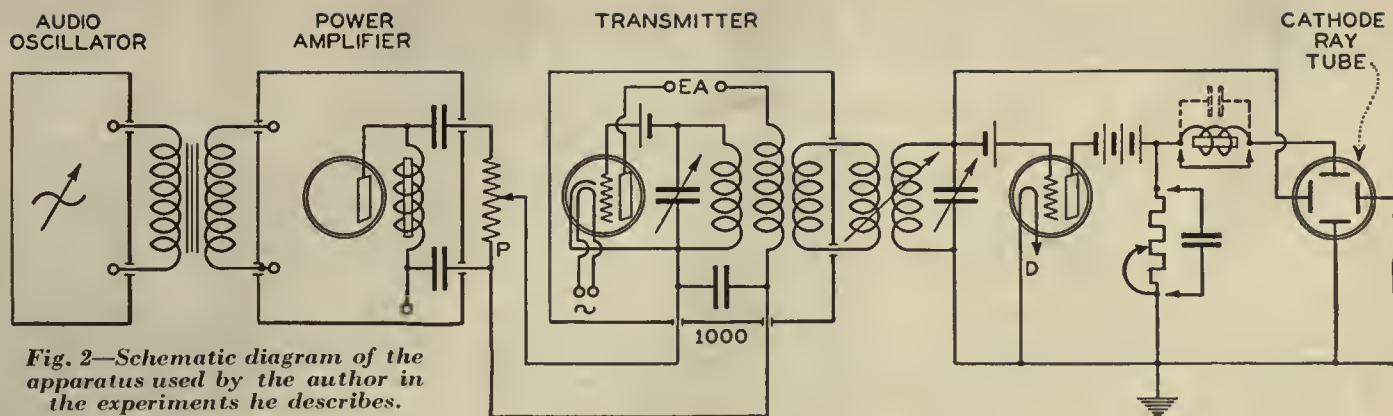 AUDIO
OSCILLATOR
POWER
AMPLIFIER
TRANSMITTER
CATHODE
RAY
TUBE
EA
P
D
1000
Fig. 2—Schematic diagram of the
apparatus used by the author in
the experiments he describes.